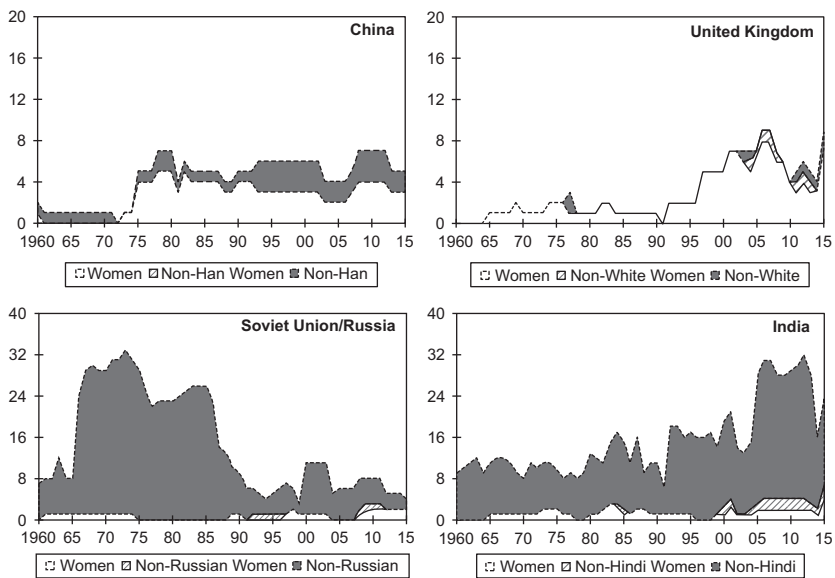 China
20
16
12
8
4
0
1960 65 70 75 80 85 90 95 00 05 10 15
Women Non-Han Women Non-Han
United Kingdom
20
16
12
8
4
0
1960 65 70 75 80 85 90 95 00 05 10 15
Women Non-White Women Non-White
Soviet Union/Russia
40
32
24
16
8
0
1960 65 70 75 80 85 90 95 00 05 10 15
Women Non-Russian Women Non-Russian
India
40
32
24
16
8
0
1960 65 70 75 80 85 90 95 00 05 10 15
Women Non-Hindi Women Non-Hindi